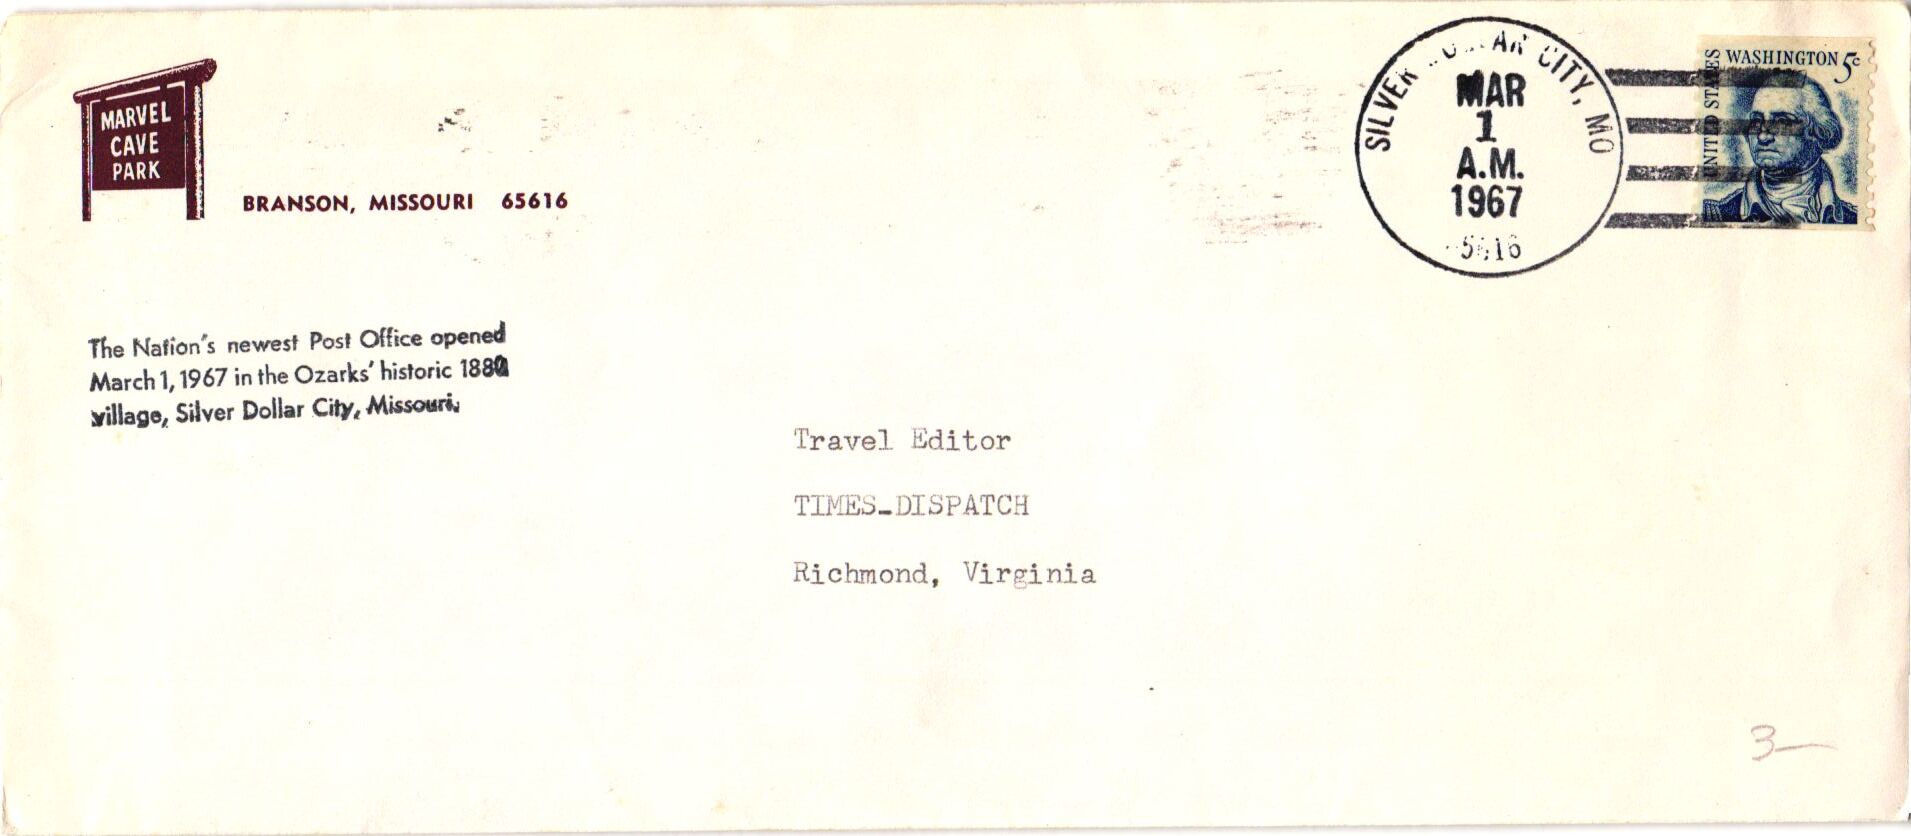 MARVEL
CAVE
PARK
BRANSON, MISSOURI 65616
SILVER CITY, MO
MAR
1
A.M.
1967
UNITED STATES
WASHINGTON 5c
The Nation's newest Post Office opened
March 1, 1967 in the Ozarks' historic 1880
village, Silver Dollar City, Missouri.
Travel Editor
TIMES-DISPATCH
Richmond, Virginia
3—